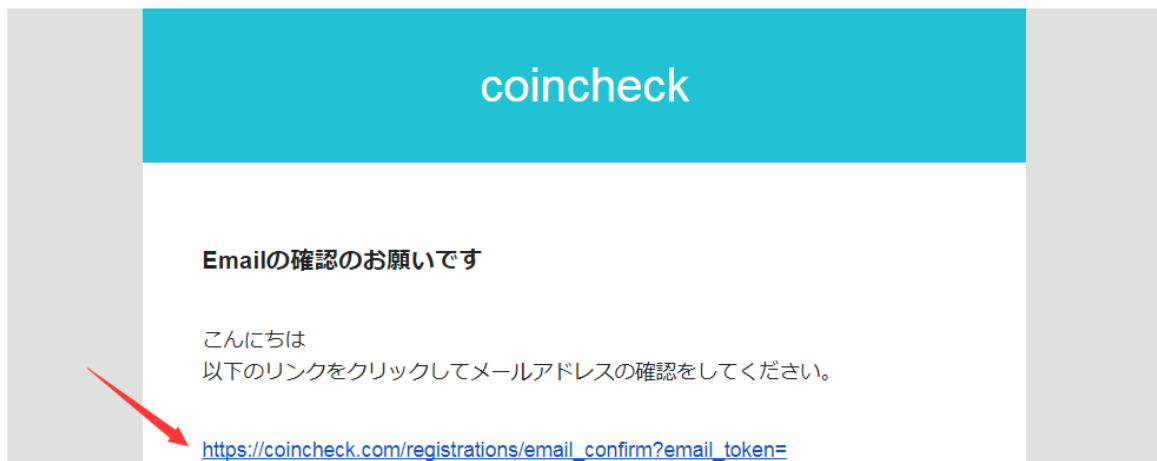 coincheck
Emailの確認のお願いです
こんにちは
以下のリンクをクリックしてメールアドレスの確認をしてください。
https://coincheck.com/registrations/email_confirm?email_token=